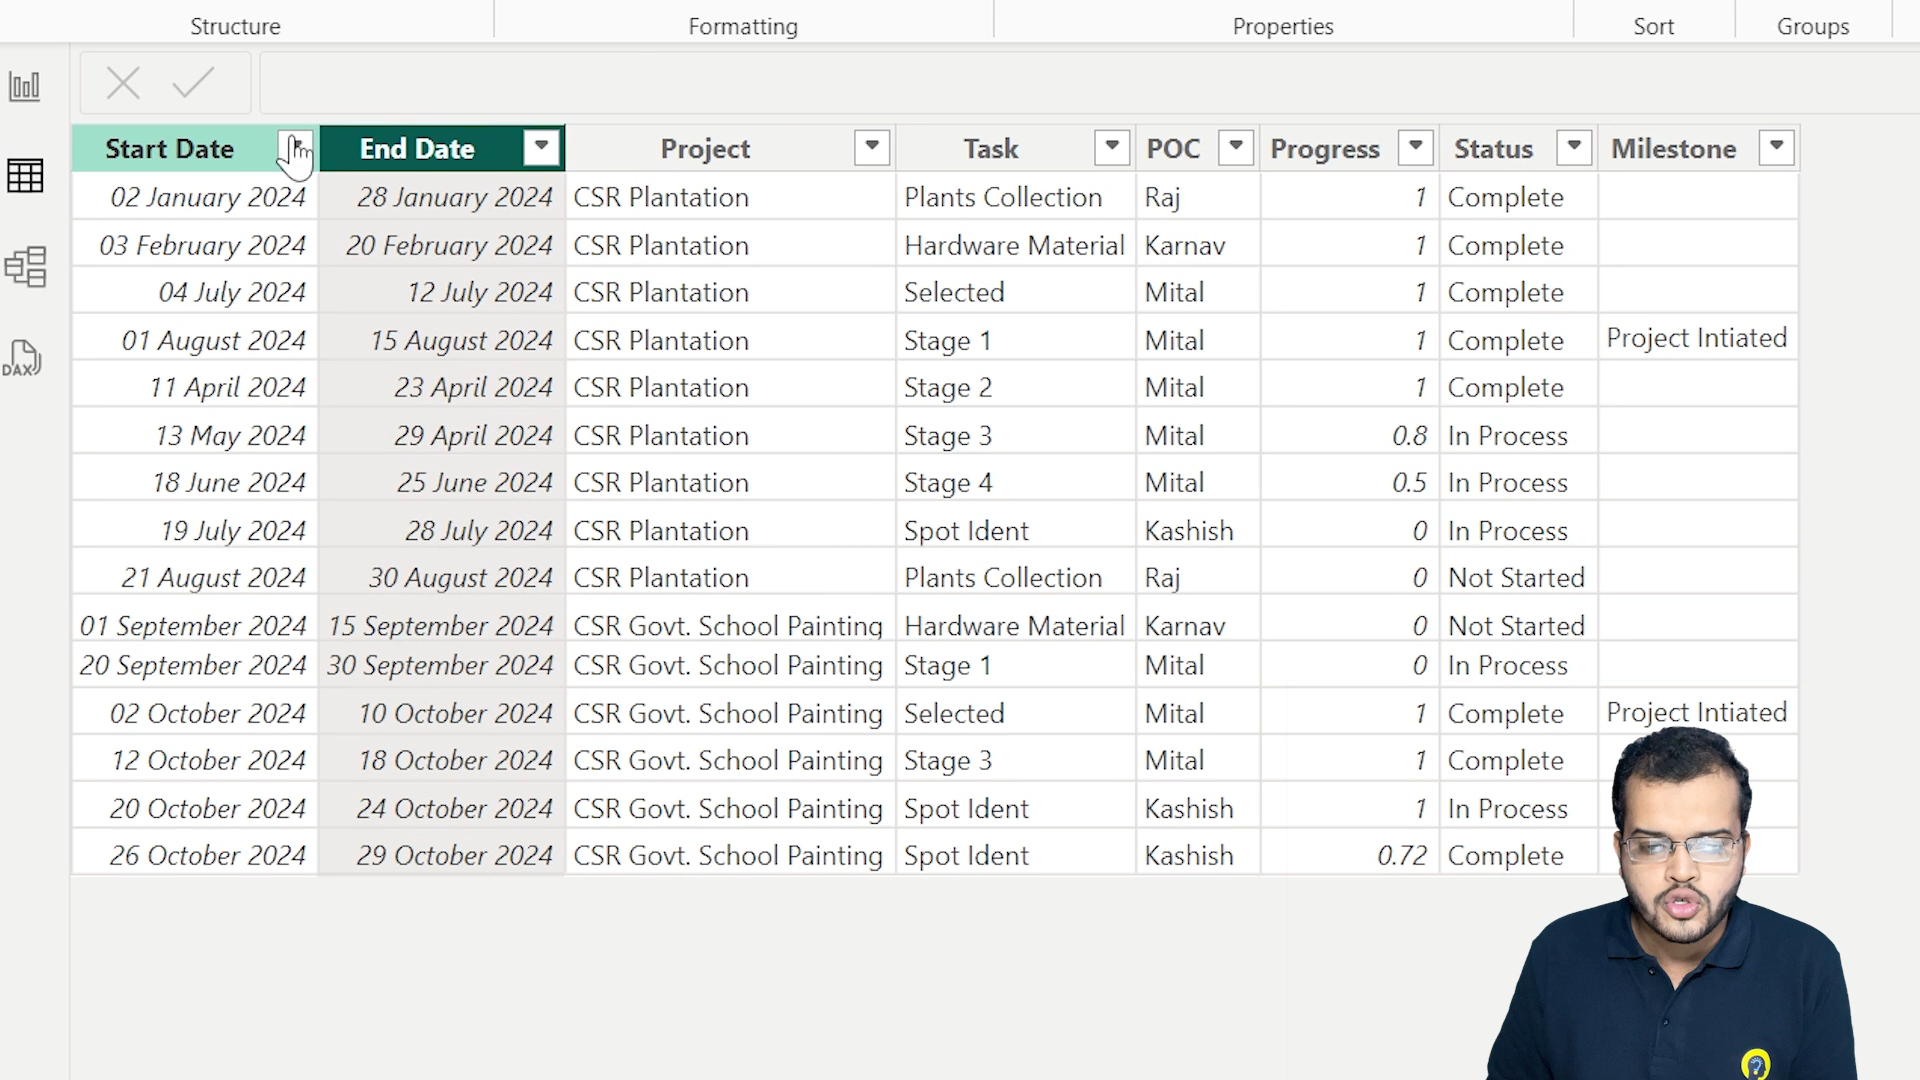 Structure Formatting Properties Sort Groups
Start Date End Date Project Task POC Progress Status Milestone
02 January 2024 28 January 2024 CSR Plantation Plants Collection Raj 1 Complete
03 February 2024 20 February 2024 CSR Plantation Hardware Material Karnav 1 Complete
04 July 2024 12 July 2024 CSR Plantation Selected Mital 1 Complete
01 August 2024 15 August 2024 CSR Plantation Stage 1 Mital 1 Complete Project Intiated
11 April 2024 23 April 2024 CSR Plantation Stage 2 Mital 1 Complete
DAX
13 May 2024 29 April 2024 CSR Plantation Stage 3 Mital 0.8 In Process
18 June 2024 25 June 2024 CSR Plantation Stage 4 Mital 0.5 In Process
19 July 2024 28 July 2024 CSR Plantation Spot Ident Kashish 0 In Process
21 August 2024 30 August 2024 CSR Plantation Plants Collection Raj 0 Not Started
01 September 2024 15 September 2024 CSR Govt. School Painting Hardware Material Karnav 0 Not Started
20 September 2024 30 September 2024 CSR Govt. School Painting Stage 1 Mital 0 In Process
02 October 2024 10 October 2024 CSR Govt. School Painting Selected Mital 1 Complete Project Intiated
12 October 2024 18 October 2024 CSR Govt. School Painting Stage 3 Mital 1 Complete
20 October 2024 24 October 2024 CSR Govt. School Painting Spot Ident Kashish 1 In Process
26 October 2024 29 October 2024 CSR Govt. School Painting Spot Ident Kashish 0.72 Complete